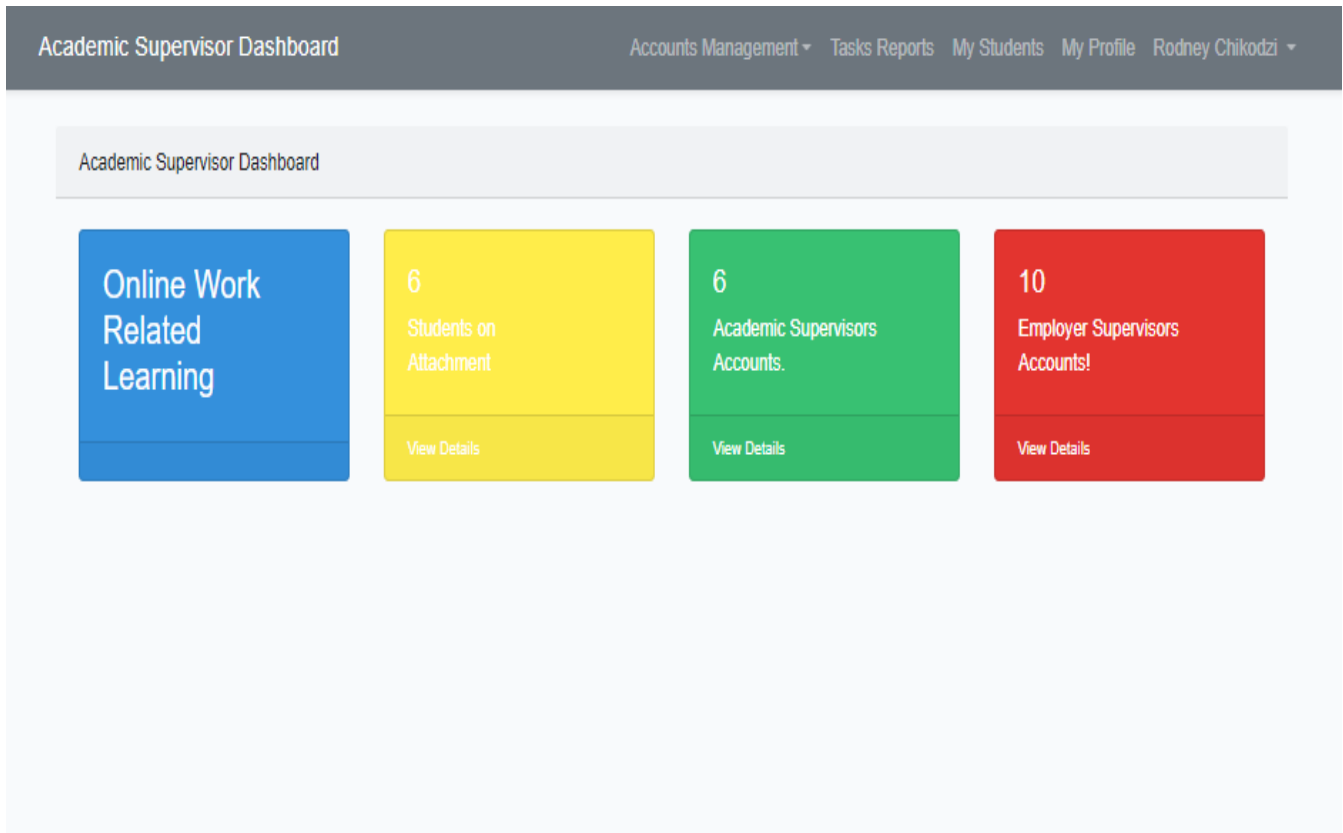 Academic Supervisor Dashboard
Accounts Management Tasks Reports My Students My Profile Rodney Chikodzi
Academic Supervisor Dashboard
Online Work
Related
Learning
6
Students on
Attachment
View Details
6
Academic Supervisors
Accounts.
View Details
10
Employer Supervisors
Accounts!
View Details